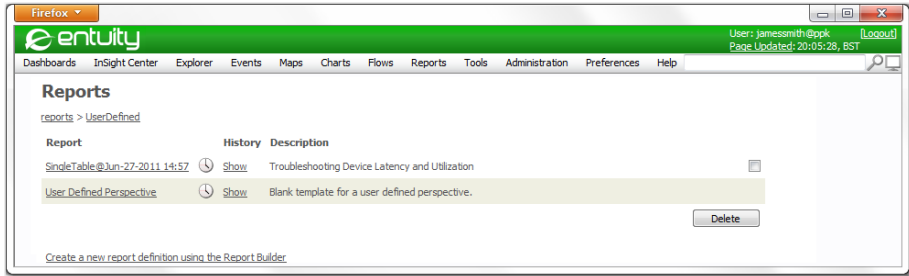 Firefox
entuity
User: jamessmith@ppk [Logout]
Page Updated: 20:05:28, BST
Dashboards InSight Center Explorer Events Maps Charts Flows Reports Tools Administration Preferences Help
Reports
reports > UserDefined
Report History Description
SingleTable@Jun-27-2011 14:57 Show Troubleshooting Device Latency and Utilization
User Defined Perspective Show Blank template for a user defined perspective.
Delete
Create a new report definition using the Report Builder